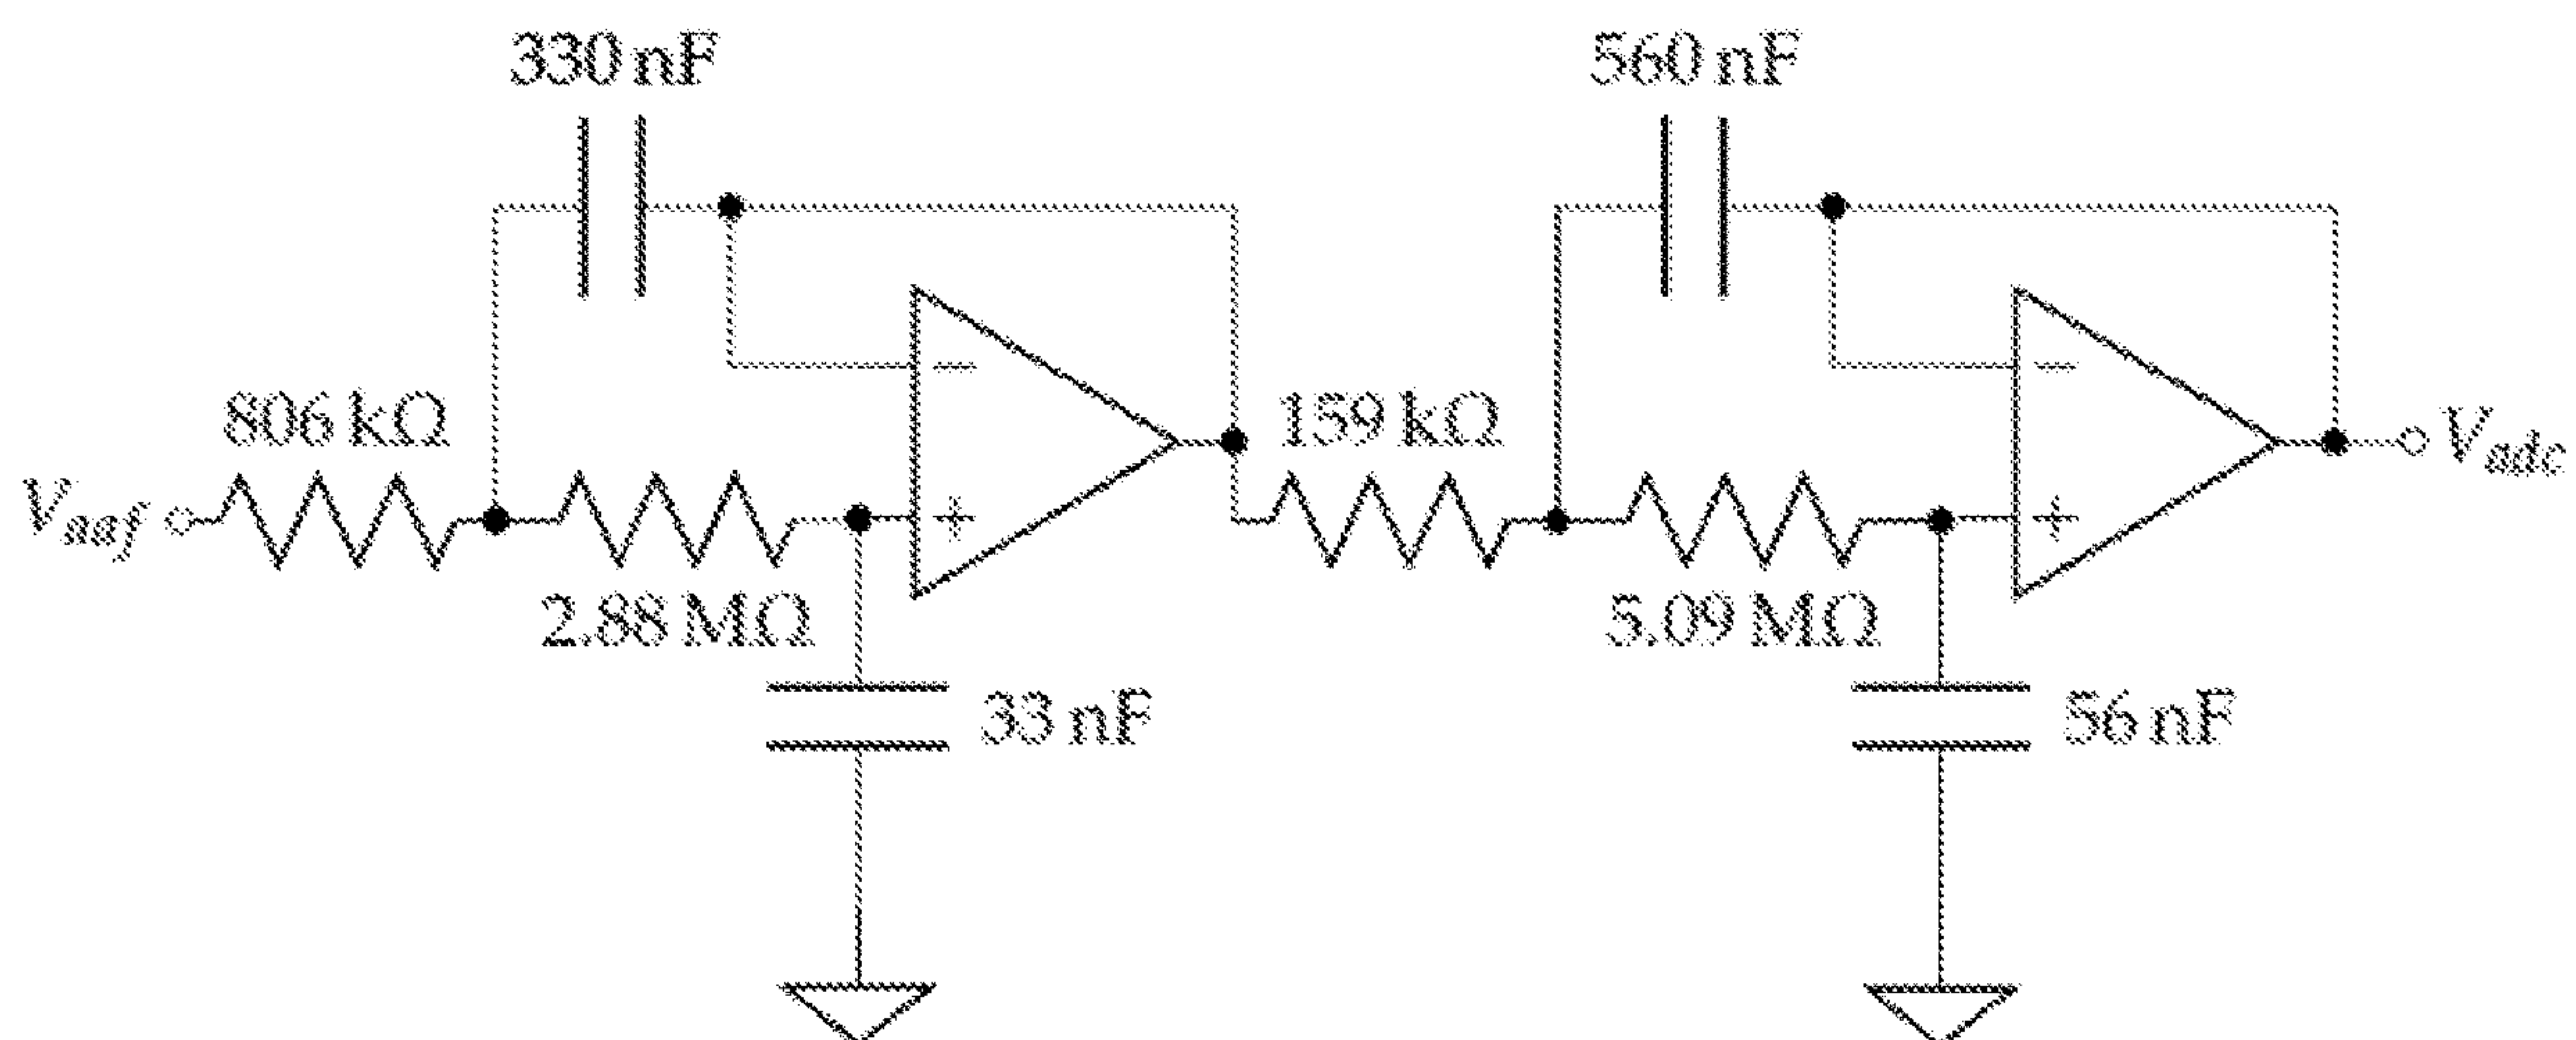 330 nF
560 nF
806 kΩ
159 kΩ
V_aaf
V_adc
−
−
+
+
2.88 MΩ
5.09 MΩ
33 nF
56 nF